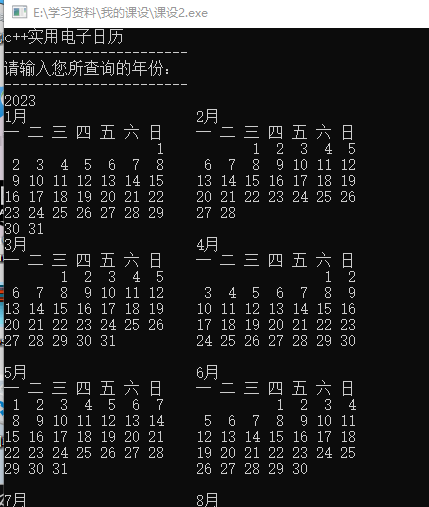 E:\学习资料\我的课设\课设2.exe
c++实用电子日历
-----------------------
请输入您所查询的年份:
-----------------------
2023
1月                     2月
一 二 三 四 五 六 日    一 二 三 四 五 六 日
                   1           1  2  3  4  5
 2  3  4  5  6  7  8     6  7  8  9 10 11 12
 9 10 11 12 13 14 15    13 14 15 16 17 18 19
16 17 18 19 20 21 22    20 21 22 23 24 25 26
23 24 25 26 27 28 29    27 28
30 31
3月                     4月
一 二 三 四 五 六 日    一 二 三 四 五 六 日
       1  2  3  4  5                    1  2
 6  7  8  9 10 11 12     3  4  5  6  7  8  9
13 14 15 16 17 18 19    10 11 12 13 14 15 16
20 21 22 23 24 25 26    17 18 19 20 21 22 23
27 28 29 30 31          24 25 26 27 28 29 30
5月                     6月
一 二 三 四 五 六 日    一 二 三 四 五 六 日
 1  2  3  4  5  6  7              1  2  3  4
 8  9 10 11 12 13 14     5  6  7  8  9 10 11
15 16 17 18 19 20 21    12 13 14 15 16 17 18
22 23 24 25 26 27 28    19 20 21 22 23 24 25
29 30 31                26 27 28 29 30
7月                     8月